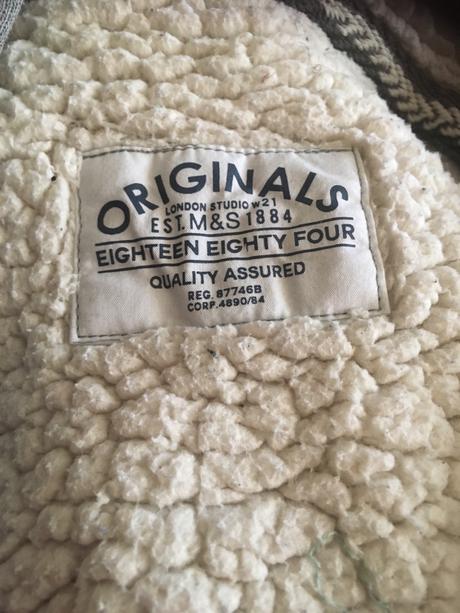 ORIGINALS
LONDON STUDIO W21
EST. M&S 1884
EIGHTEEN EIGHTY FOUR
QUALITY ASSURED
REG. 87746B
CORP.4890/84